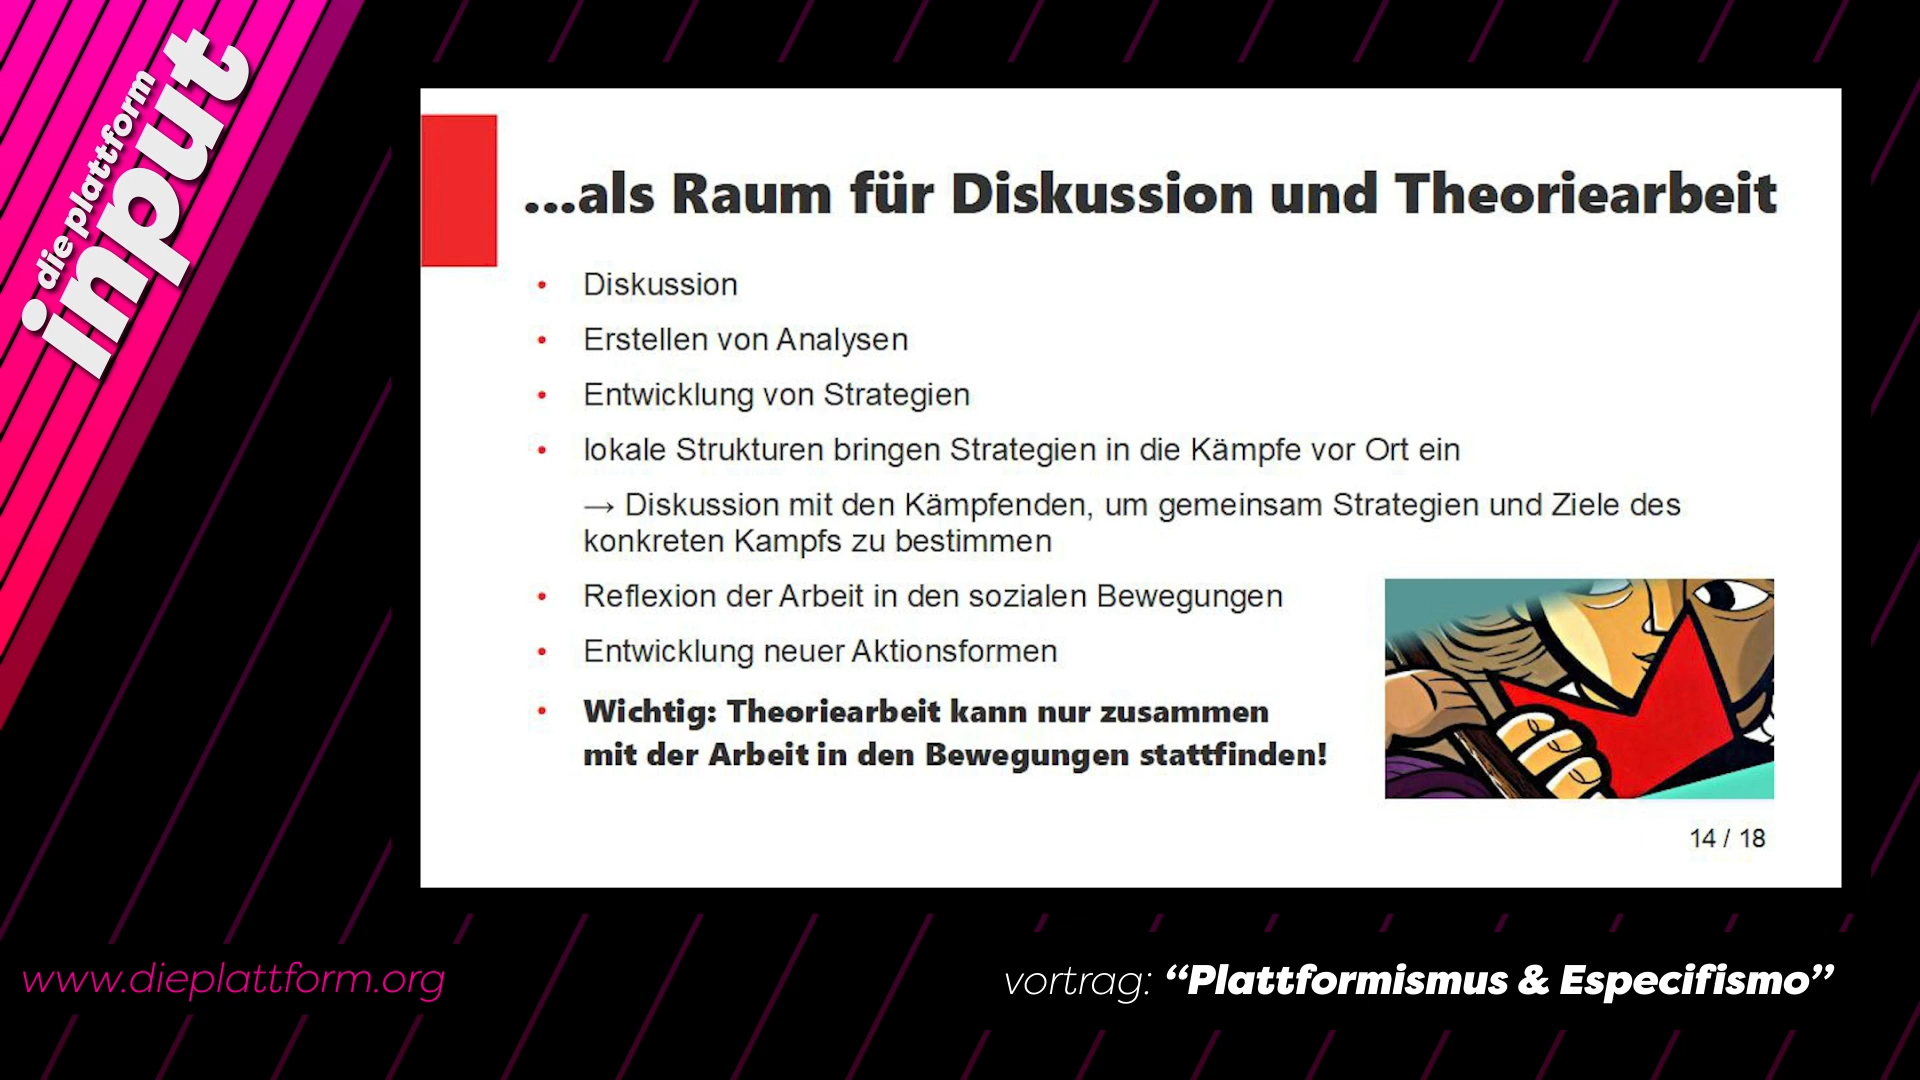 die plattform
input
...als Raum für Diskussion und Theoriearbeit
• Diskussion
• Erstellen von Analysen
• Entwicklung von Strategien
• lokale Strukturen bringen Strategien in die Kämpfe vor Ort ein
→ Diskussion mit den Kämpfenden, um gemeinsam Strategien und Ziele des
konkreten Kampfs zu bestimmen
• Reflexion der Arbeit in den sozialen Bewegungen
• Entwicklung neuer Aktionsformen
• Wichtig: Theoriearbeit kann nur zusammen
mit der Arbeit in den Bewegungen stattfinden!
14 / 18
www.dieplattform.org
vortrag: “Plattformismus & Especifismo”